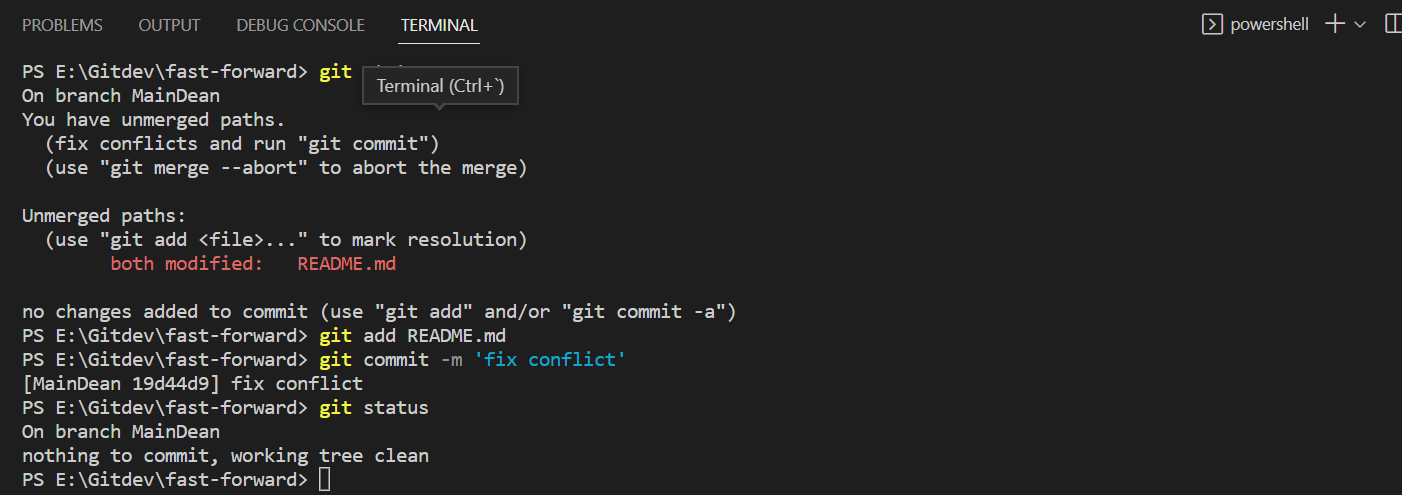 PROBLEMS OUTPUT DEBUG CONSOLE TERMINAL powershell
PS E:\Gitdev\fast-forward> git
Terminal (Ctrl+`)
On branch MainDean
You have unmerged paths.
  (fix conflicts and run "git commit")
  (use "git merge --abort" to abort the merge)
Unmerged paths:
  (use "git add <file>..." to mark resolution)
        both modified:   README.md
no changes added to commit (use "git add" and/or "git commit -a")
PS E:\Gitdev\fast-forward> git add README.md
PS E:\Gitdev\fast-forward> git commit -m 'fix conflict'
[MainDean 19d44d9] fix conflict
PS E:\Gitdev\fast-forward> git status
On branch MainDean
nothing to commit, working tree clean
PS E:\Gitdev\fast-forward>